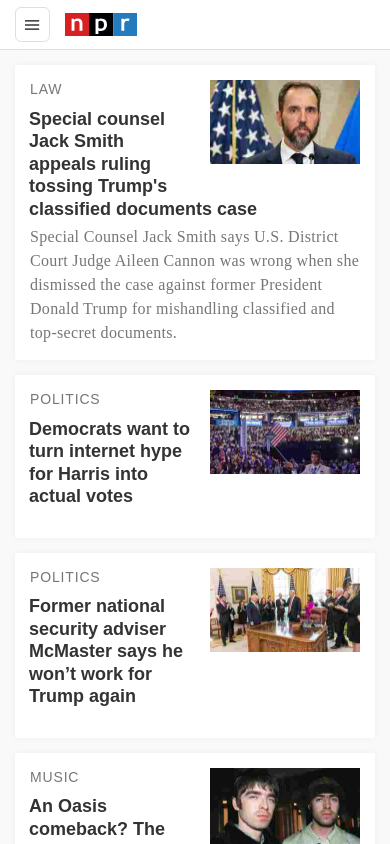 npr
LAW
Special counsel
Jack Smith
appeals ruling
tossing Trump's
classified documents case
Special Counsel Jack Smith says U.S. District
Court Judge Aileen Cannon was wrong when she
dismissed the case against former President
Donald Trump for mishandling classified and
top-secret documents.
POLITICS
Democrats want to
turn internet hype
for Harris into
actual votes
POLITICS
Former national
security adviser
McMaster says he
won’t work for
Trump again
MUSIC
An Oasis
comeback? The